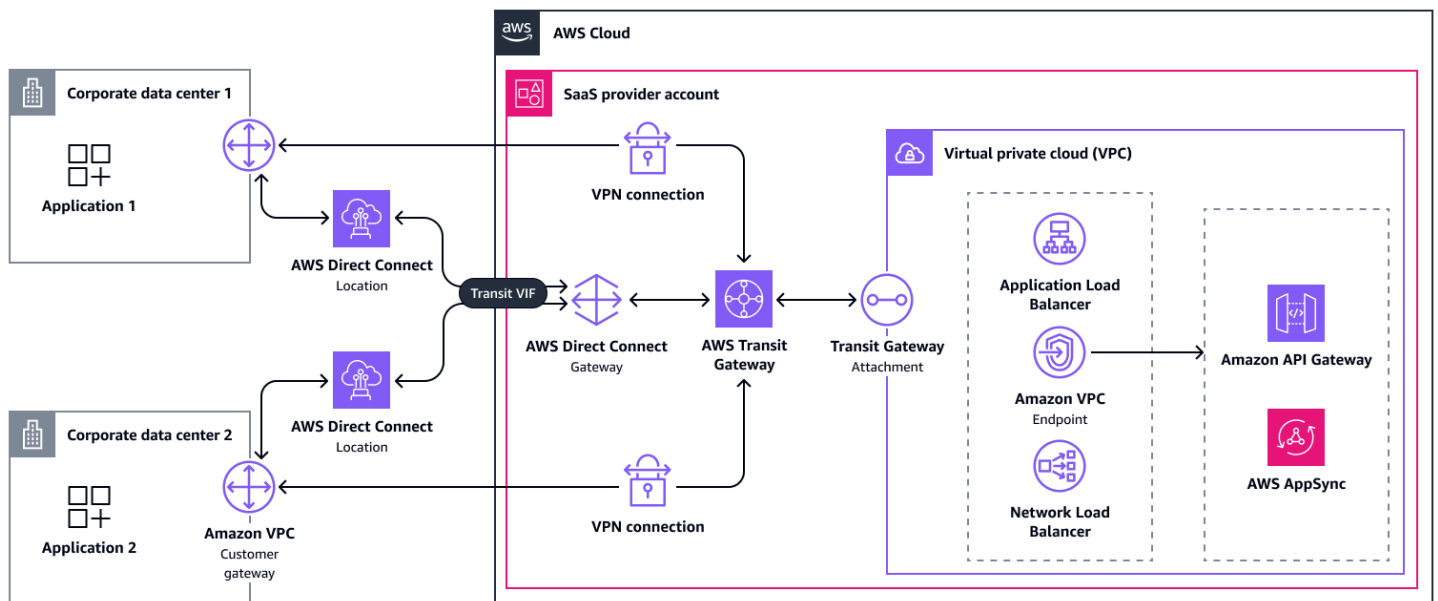 aws
AWS Cloud
SaaS provider account
Corporate data center 1
Application 1
AWS Direct Connect
Location
VPN connection
Virtual private cloud (VPC)
Transit VIF
AWS Direct Connect
Gateway
AWS Transit
Gateway
Transit Gateway
Attachment
Application Load
Balancer
Amazon VPC
Endpoint
Network Load
Balancer
Amazon API Gateway
AWS AppSync
AWS Direct Connect
Location
Corporate data center 2
Application 2
Amazon VPC
Customer
gateway
VPN connection